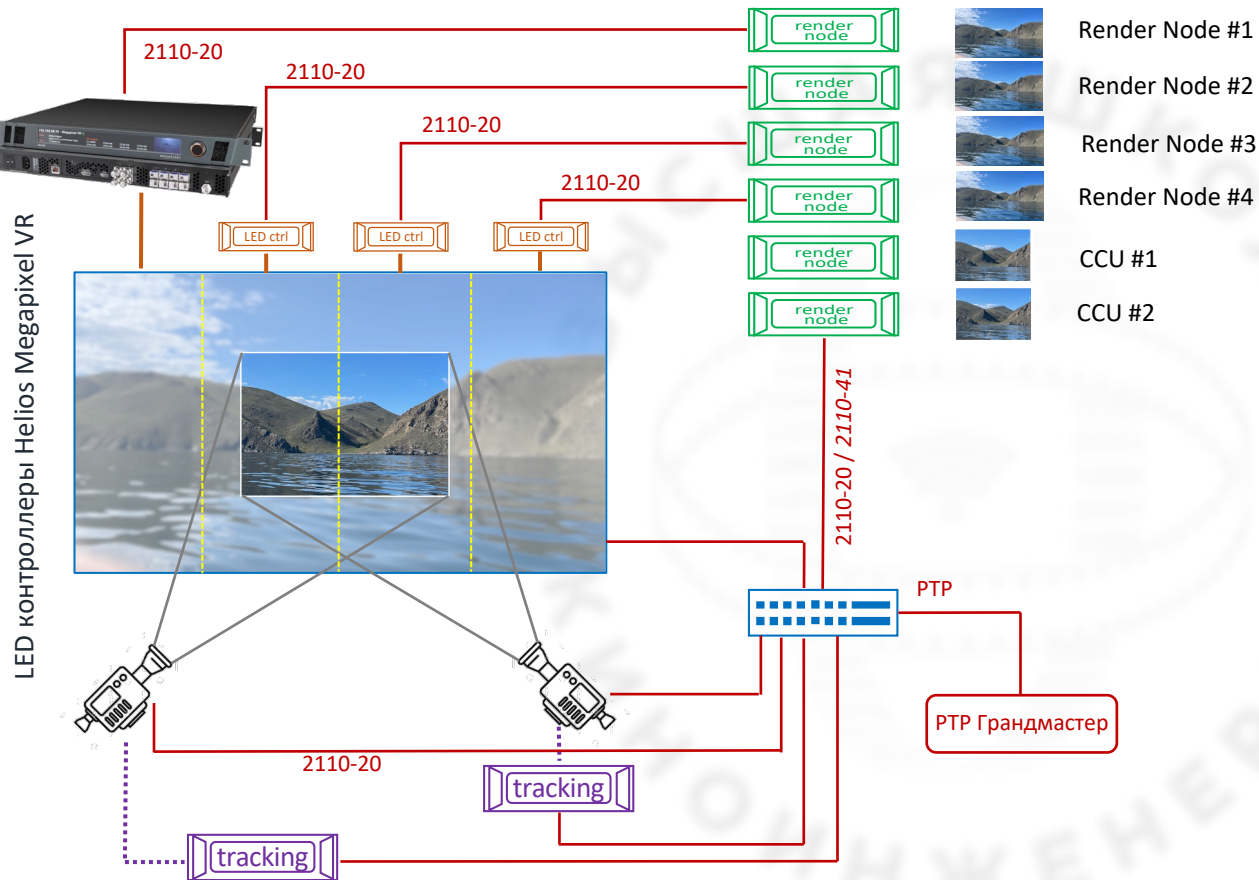 render
node
Render Node #1
2110-20
render
node
Render Node #2
2110-20
render
node
Render Node #3
2110-20
render
node
Render Node #4
2110-20
LED ctrl
LED ctrl
LED ctrl
render
node
CCU #1
render
node
CCU #2
LED контроллеры Helios Megapixel VR
2110-20 / 2110-41
PTP
PTP Грандмастер
2110-20
tracking
tracking